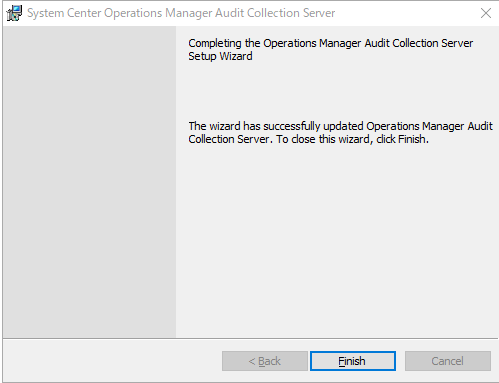 System Center Operations Manager Audit Collection Server
Completing the Operations Manager Audit Collection Server
Setup Wizard
The wizard has successfully updated Operations Manager Audit
Collection Server. To close this wizard, click Finish.
< Back
Finish
Cancel